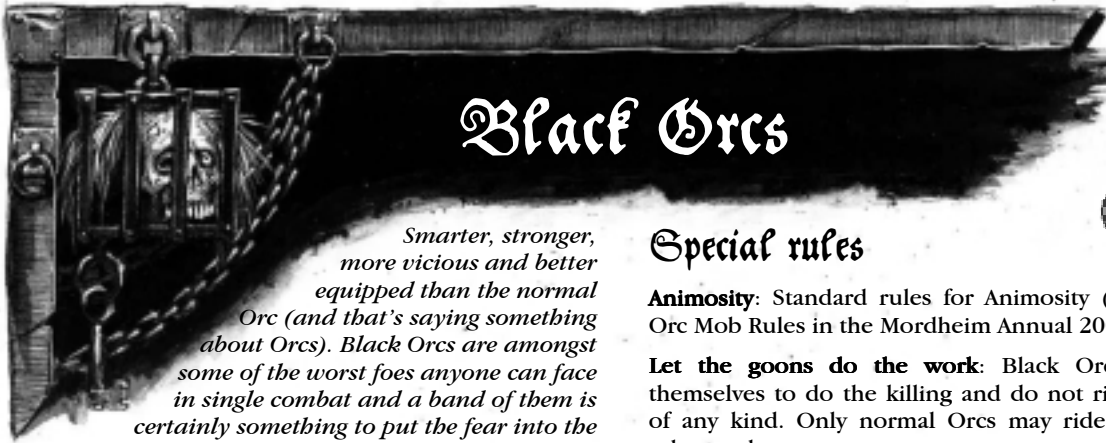 Black Orcs
Smarter, stronger,
more vicious and better
equipped than the normal
Orc (and that's saying something
about Orcs). Black Orcs are amongst
some of the worst foes anyone can face
in single combat and a band of them is
certainly something to put the fear into the
Special rules
Animosity: Standard rules for Animosity (
Orc Mob Rules in the Mordheim Annual 20
Let the goons do the work: Black Orc
themselves to do the killing and do not ri
of any kind. Only normal Orcs may ride